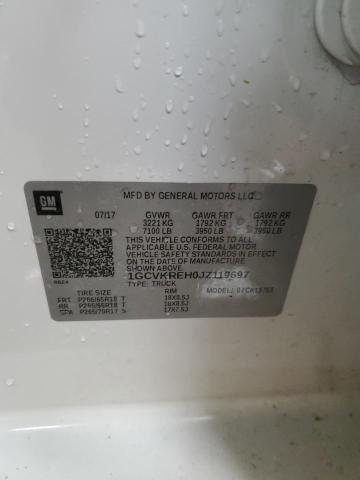 GM
MFD BY GENERAL MOTORS LLC
07/17 GVWR GAWR FRT GAWR RR
3221 KG 1792 KG 1792 KG
7100 LB 3950 LB 3950 LB
THIS VEHICLE CONFORMS TO ALL
APPLICABLE U.S. FEDERAL MOTOR
VEHICLE SAFETY STANDARDS IN EFFECT
ON THE DATE OF MANUFACTURE SHOWN ABOVE.
1GCVKREH0JZ119697
TYPE: TRUCK
TIRE SIZE RIM MODEL:
FRT P265/65R18 T 18X8.5J
RR P265/65R18 T 18X8.5J
SPA P265/70R17 S 17X7.5J